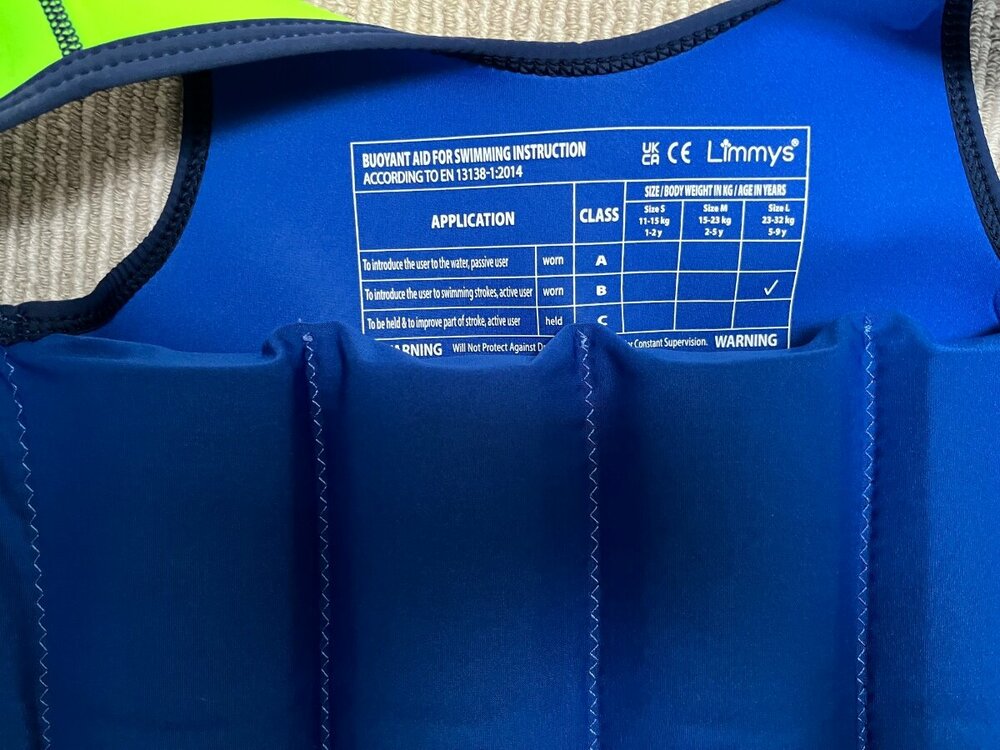 BUOYANT AID FOR SWIMMING INSTRUCTION
ACCORDING TO EN 13138-1:2014
UK CA CE Limmys®
APPLICATION
CLASS
SIZE / BODY WEIGHT IN KG / AGE IN YEARS
Size S
11-15 kg
1-2 y
Size M
15-23 kg
2-5 y
Size L
23-32 kg
5-9 y
To introduce the user to the water, passive user worn A
To introduce the user to swimming strokes, active user worn B ✓
To be held & to improve part of stroke, active user held C
Will Not Protect Against Constant Supervision. WARNING